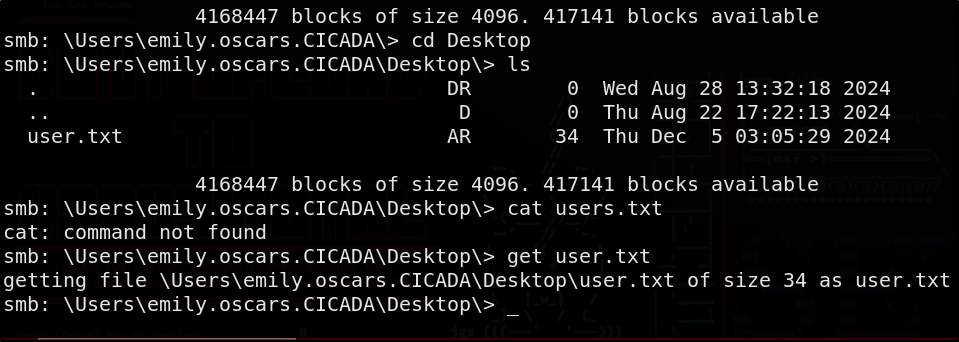 4168447 blocks of size 4096. 417141 blocks available
smb: \Users\emily.oscars.CICADA\> cd Desktop
smb: \Users\emily.oscars.CICADA\Desktop\> ls
. DR 0 Wed Aug 28 13:32:18 2024
.. D 0 Thu Aug 22 17:22:13 2024
user.txt AR 34 Thu Dec 5 03:05:29 2024
4168447 blocks of size 4096. 417141 blocks available
smb: \Users\emily.oscars.CICADA\Desktop\> cat users.txt
cat: command not found
smb: \Users\emily.oscars.CICADA\Desktop\> get user.txt
getting file \Users\emily.oscars.CICADA\Desktop\user.txt of size 34 as user.txt
smb: \Users\emily.oscars.CICADA\Desktop\> _